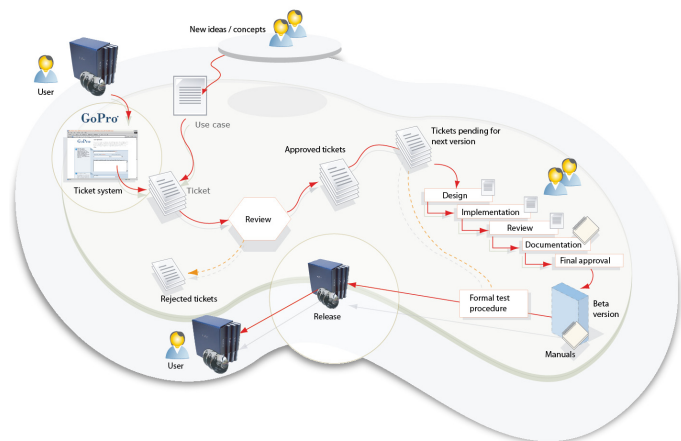 New ideas / concepts
User
GoPro
Use case
Ticket system
Ticket
Review
Approved tickets
Tickets pending for
next version
Design
Implementation
Review
Documentation
Final approval
Rejected tickets
Release
Formal test
procedure
Beta
version
Manuals
User